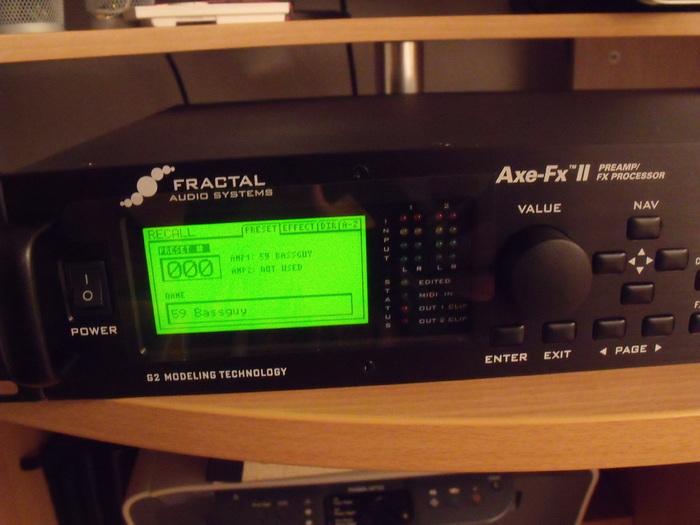 FRACTAL
AUDIO SYSTEMS
Axe-Fx™ II PREAMP/
FX PROCESSOR
RECALL PRESET EFFECT DIR A-Z
PRESET #
000
AMP1: 59 BASSGUY
AMP2: NOT USED
NAME
59 Bassguy
INPUT
1 2
L R L R
STATUS
EDITED
MIDI IN
OUT 1 CLIP
OUT 2 CLIP
VALUE
NAV
POWER
I
O
ENTER EXIT
◄ PAGE ►
G2 MODELING TECHNOLOGY